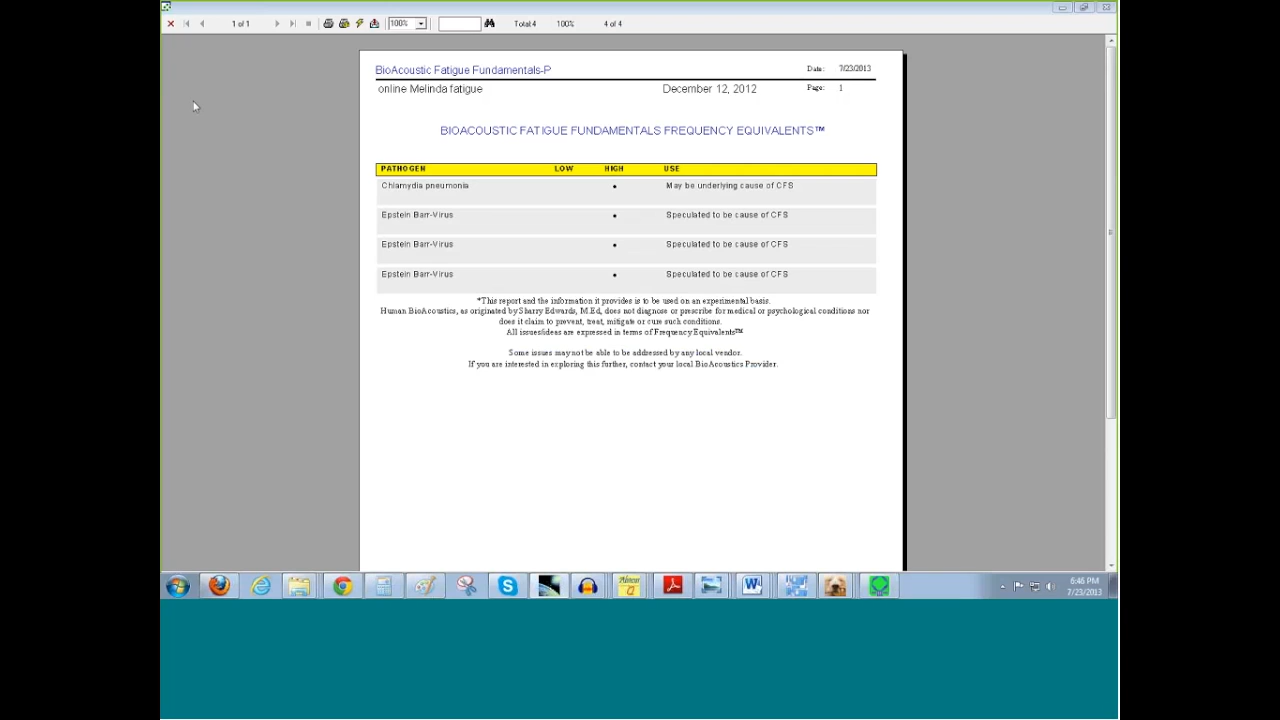 1 of 1
100%
Total:4
100%
4 of 4
BioAcoustic Fatigue Fundamentals-P
Date: 7/23/2013
online Melinda fatigue December 12, 2012 Page: 1
BIOACOUSTIC FATIGUE FUNDAMENTALS FREQUENCY EQUIVALENTS™
PATHOGEN LOW HIGH USE
Chlamydia pneumonia • May be underlying cause of CFS
Epstein Barr-Virus • Speculated to be cause of CFS
Epstein Barr-Virus • Speculated to be cause of CFS
Epstein Barr-Virus • Speculated to be cause of CFS
*This report and the information it provides is to be used on an experimental basis.
Human BioAcoustics, as originated by Sharry Edwards, M.Ed, does not diagnose or prescribe for medical or psychological conditions nor
does it claim to prevent, treat, mitigate or cure such conditions.
All issues/ideas are expressed in terms of Frequency Equivalents™
Some issues may not be able to be addressed by any local vendor.
If you are interested in exploring this further, contact your local BioAcoustics Provider.
6:46 PM
7/23/2013